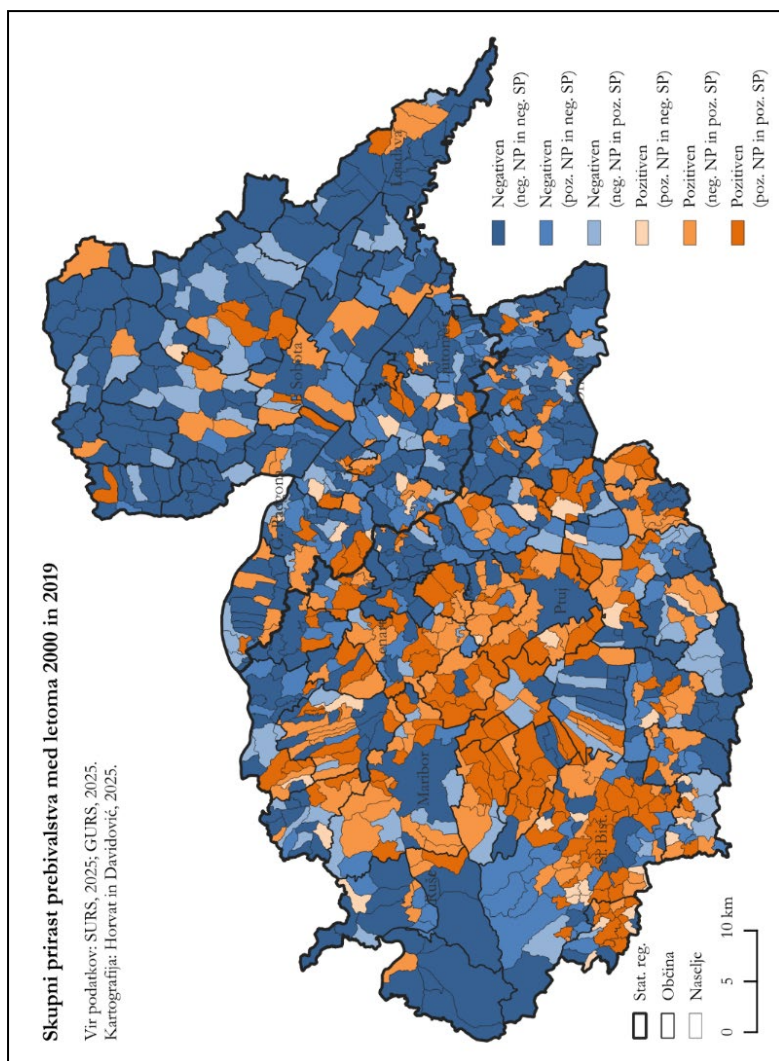 Skupni prirast prebivalstva med letoma 2000 in 2019
Vir podatkov: SURS, 2025; GURS, 2025.
Kartografija: Horvat in Davidović, 2025.
M. Sobota
Lendava
Maribor
Ptuj
Sl. Bist.
Negativen
(neg. NP in neg. SP)
Negativen
(poz. NP in neg. SP)
Negativen
(neg. NP in poz. SP)
Pozitiven
(poz. NP in neg. SP)
Pozitiven
(neg. NP in poz. SP)
Pozitiven
(poz. NP in poz. SP)
Stat. reg.
Občina
Naselje
0 5 10 km